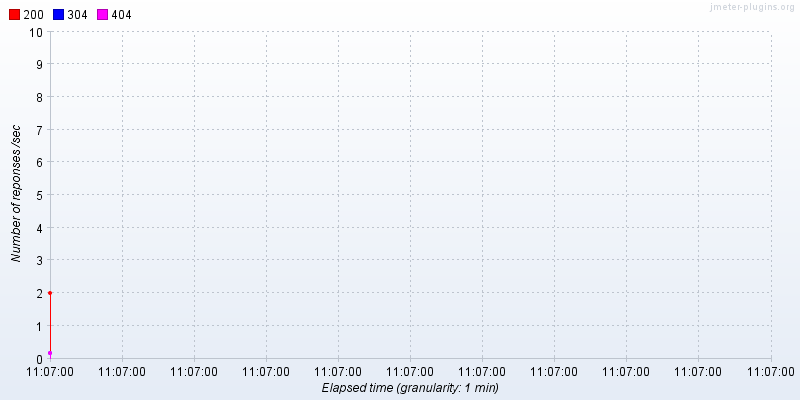 200 304 404
jmeter-plugins.org
10
9
8
7
6
5
4
3
2
1
0
Number of reponses /sec
11:07:00 11:07:00 11:07:00 11:07:00 11:07:00 11:07:00 11:07:00 11:07:00 11:07:00 11:07:00 11:07:00
Elapsed time (granularity: 1 min)